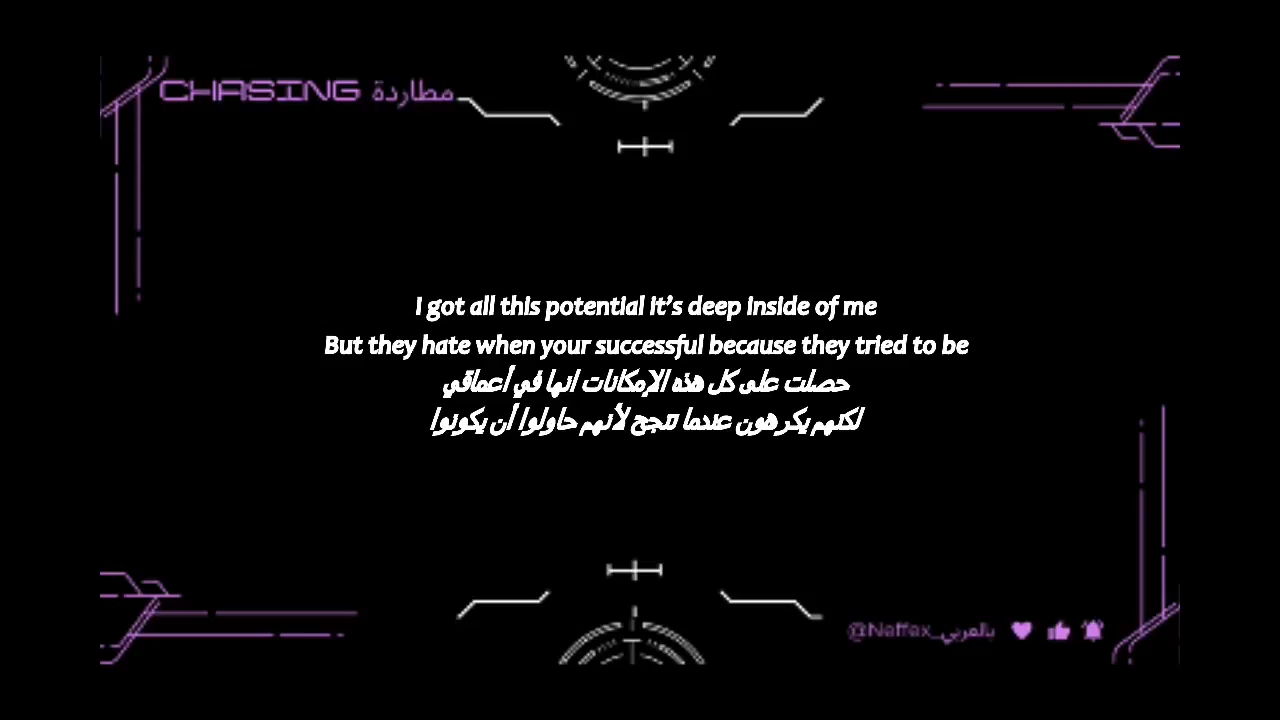 CHASING مطاردة
I got all this potential it's deep inside of me
But they hate when your successful because they tried to be
حصلت على كل هذه الإمكانات انها في أعماقي
لكنهم يكرهون عندما تنجح لأنهم حاولوا أن يكونوا
@Neffex_بالعربي